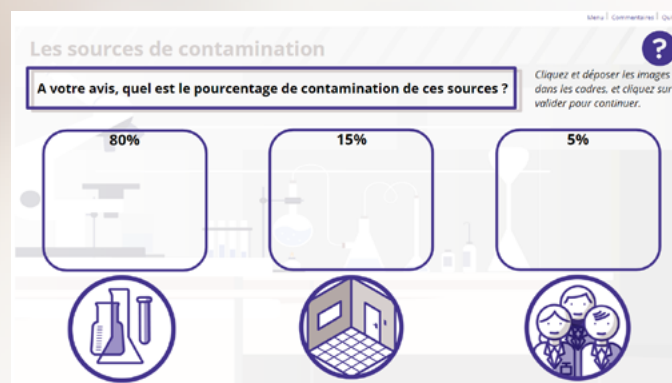 Menu | Commentaires |
Les sources de contamination
?
A votre avis, quel est le pourcentage de contamination de ces sources ?
Cliquez et déposer les images
dans les cadres, et cliquez sur
valider pour continuer.
80%
15%
5%